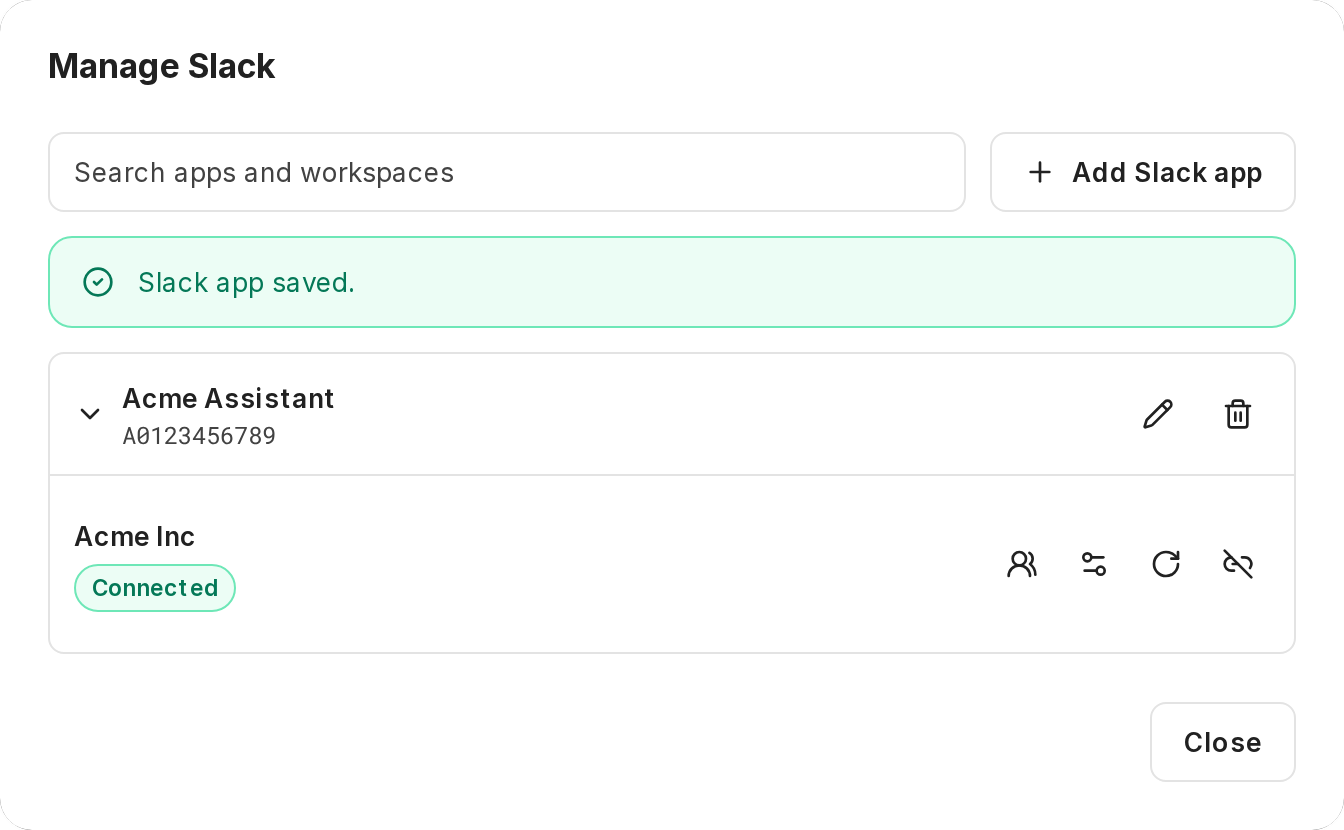 Manage Slack
Search apps and workspaces
Add Slack app
Slack app saved.
Acme Assistant
A0123456789
Acme Inc
Connected
Close